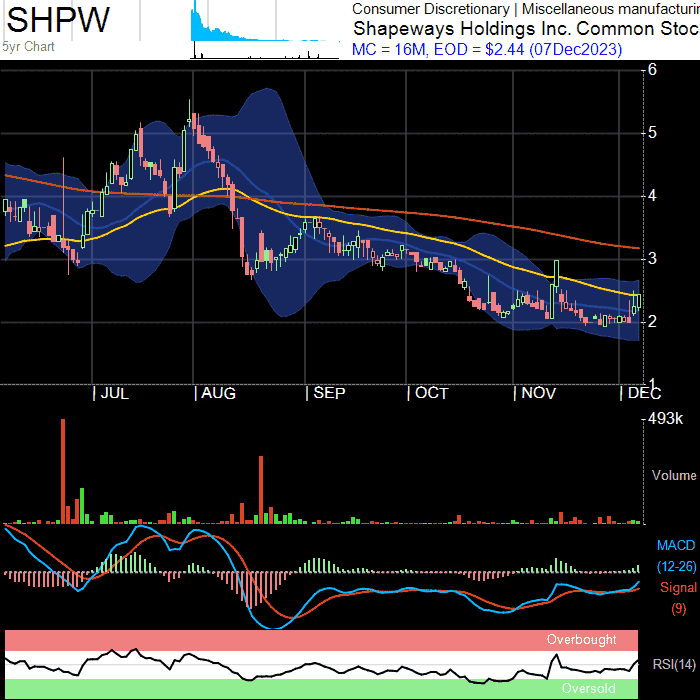 SHPW
5yr Chart
Consumer Discretionary | Miscellaneous manufacturin
Shapeways Holdings Inc. Common Stoc
MC = 16M, EOD = $2.44 (07Dec2023)
6
5
4
3
2
1
| JUL | AUG | SEP | OCT | NOV | DEC
493k
Volume
MACD
(12-26)
Signal
(9)
Overbought
RSI(14)
Oversold